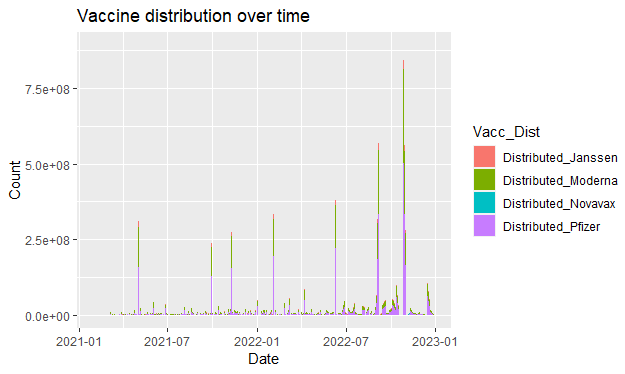 Vaccine distribution over time
7.5e+08
5.0e+08
2.5e+08
0.0e+00
Count
2021-01 2021-07 2022-01 2022-07 2023-01
Date
Vacc_Dist
Distributed_Janssen
Distributed_Moderna
Distributed_Novavax
Distributed_Pfizer